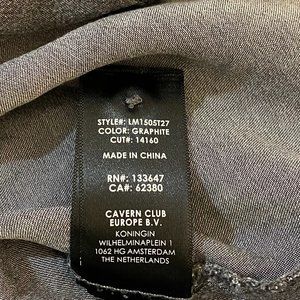 STYLE#: LM1505T27
COLOR: GRAPHITE
CUT#: 14160
MADE IN CHINA
RN#: 133647
CA#: 62380
CAVERN CLUB
EUROPE B.V.
KONINGIN
WILHELMINAPLEIN 1
1062 HG AMSTERDAM
THE NETHERLANDS